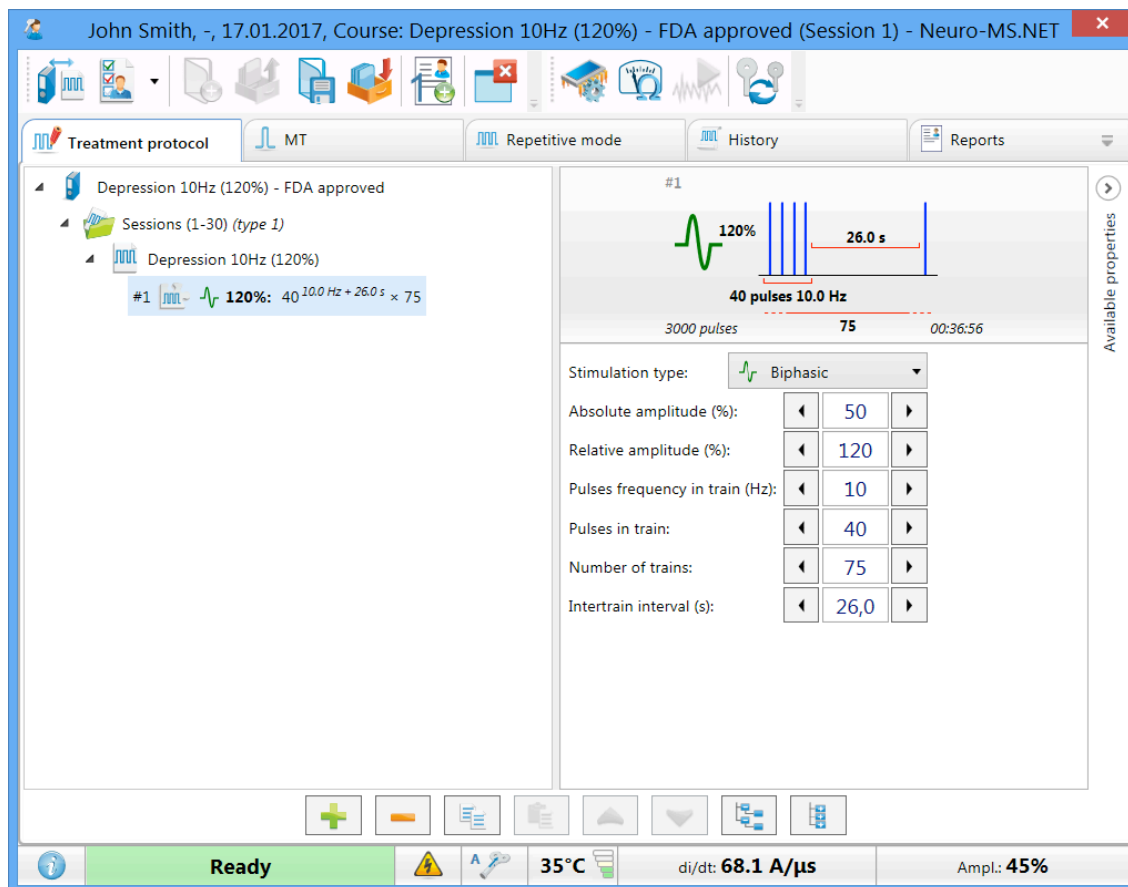 John Smith, -, 17.01.2017, Course: Depression 10Hz (120%) - FDA approved (Session 1) - Neuro-MS.NET
Treatment protocol
MT
Repetitive mode
History
Reports
Depression 10Hz (120%) - FDA approved
Sessions (1-30) (type 1)
Depression 10Hz (120%)
#1 120%: 40 10.0 Hz + 26.0 s × 75
#1
120%
26.0 s
40 pulses 10.0 Hz
3000 pulses 75 00:36:56
Stimulation type: Biphasic
Absolute amplitude (%): 50
Relative amplitude (%): 120
Pulses frequency in train (Hz): 10
Pulses in train: 40
Number of trains: 75
Intertrain interval (s): 26,0
Available properties
Ready
A
35°C
di/dt: 68.1 A/µs
Ampl.: 45%